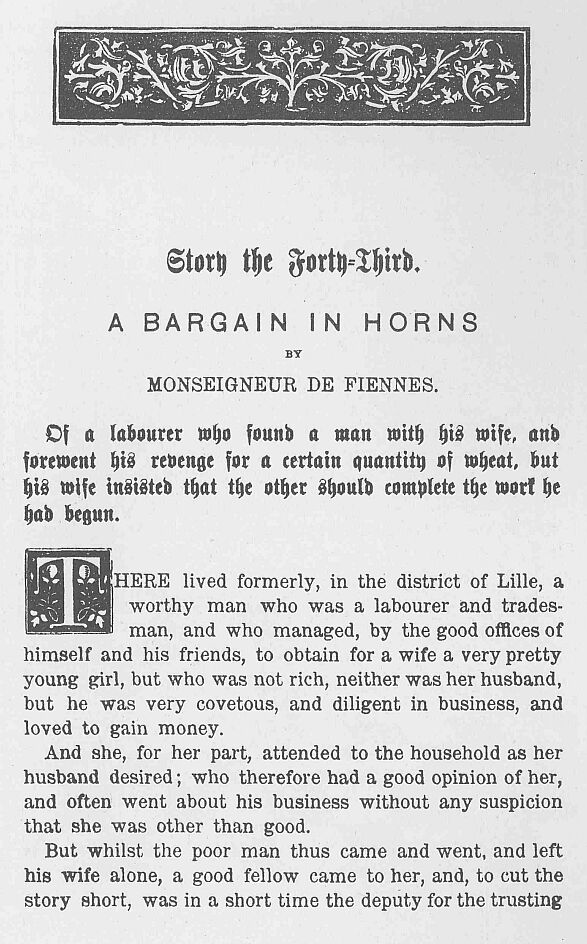 Story the Forty-Third.
A BARGAIN IN HORNS
BY
MONSEIGNEUR DE FIENNES.
Of a labourer who found a man with his wife, and
forewent his revenge for a certain quantity of wheat, but
his wife insisted that the other should complete the work he
had begun.
THERE lived formerly, in the district of Lille, a
worthy man who was a labourer and trades-
man, and who managed, by the good offices of
himself and his friends, to obtain for a wife a very pretty
young girl, but who was not rich, neither was her husband,
but he was very covetous, and diligent in business, and
loved to gain money.
And she, for her part, attended to the household as her
husband desired; who therefore had a good opinion of her,
and often went about his business without any suspicion
that she was other than good.
But whilst the poor man thus came and went, and left
his wife alone, a good fellow came to her, and, to cut the
story short, was in a short time the deputy for the trusting